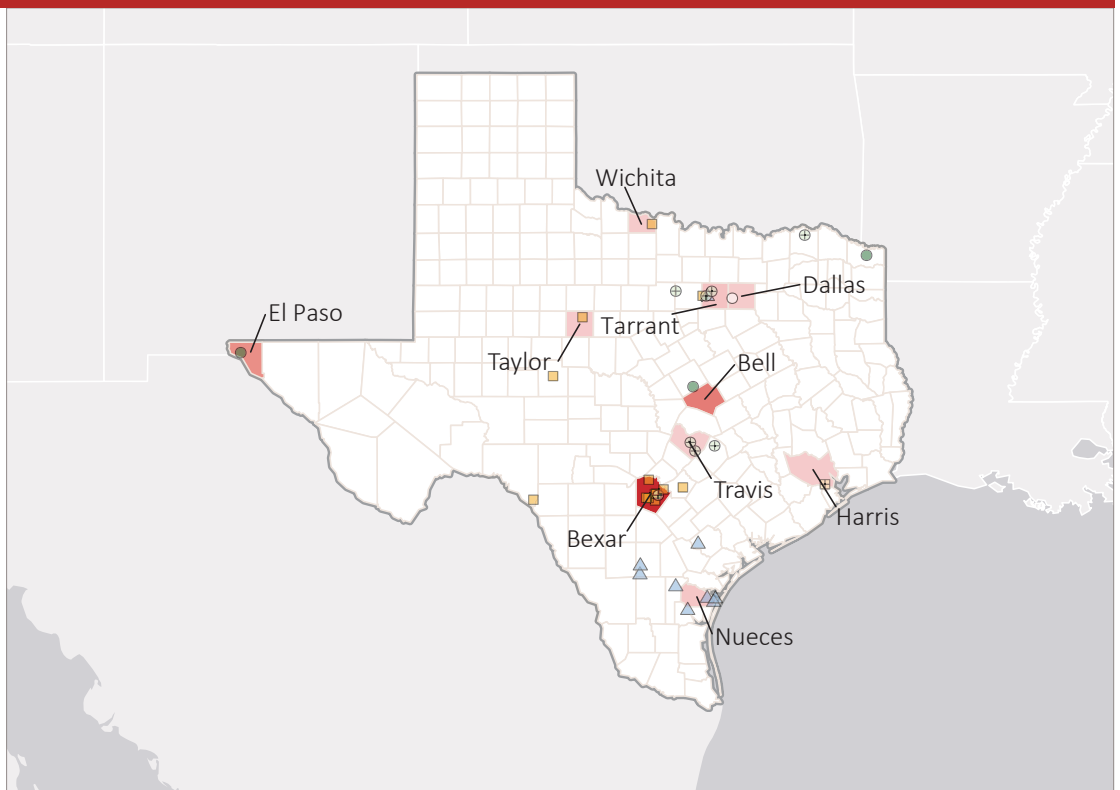 Wichita
Dallas
El Paso
Tarrant
Taylor
Bell
Travis
Harris
Bexar
Nueces